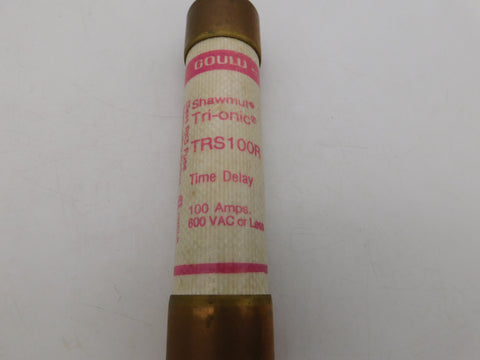 GOULD
Shawmut®
Tri-onic®
TRS100R
Time Delay
100 Amps.
600 VAC or Less